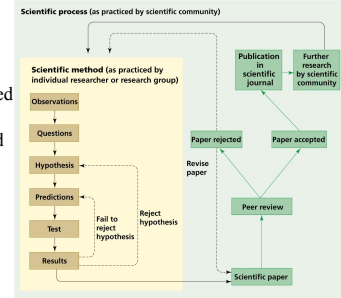 Scientific process (as practiced by scientific community)
Scientific method (as practiced by
individual researcher or research group)
Observations
Questions
Hypothesis
Predictions
Test
Results
Fail to
reject
hypothesis
Reject
hypothesis
Revise
paper
Publication
in scientific
journal
Further
research
by scientific
community
Paper rejected
Paper accepted
Peer review
Scientific paper